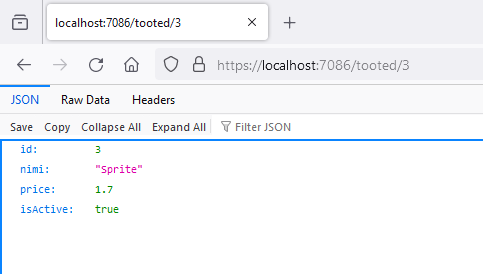 localhost:7086/tooted/3
https://localhost:7086/tooted/3
JSON Raw Data Headers
Save Copy Collapse All Expand All Filter JSON
id: 3
nimi: "Sprite"
price: 1.7
isActive: true